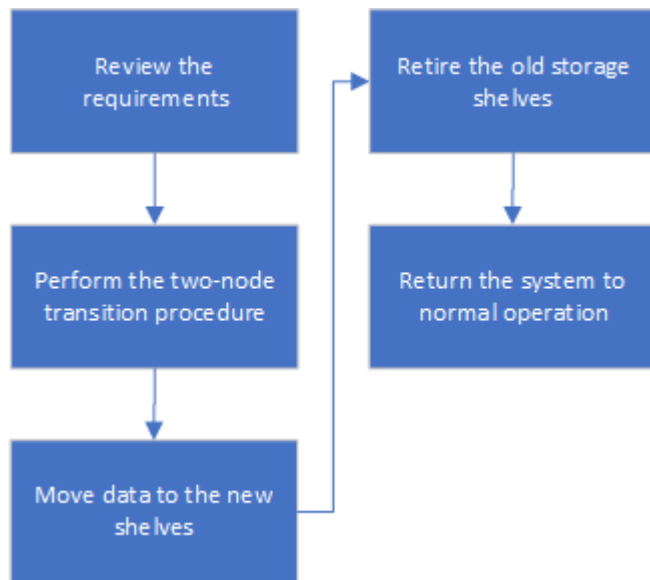 Review the
requirements
Perform the two-node
transition procedure
Move data to the new
shelves
Retire the old storage
shelves
Return the system to
normal operation